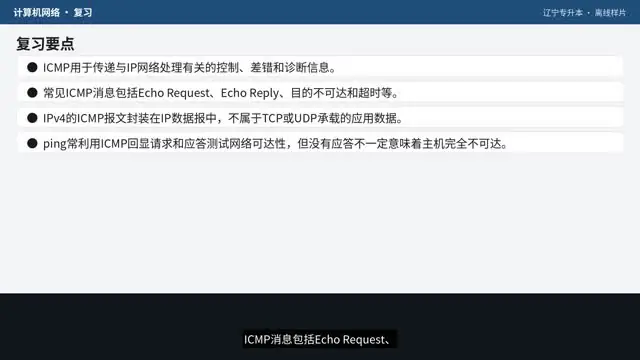 计算机网络 · 复习
辽宁专升本 · 离线样片
复习要点
● ICMP用于传递与IP网络处理有关的控制、差错和诊断信息。
● 常见ICMP消息包括Echo Request、Echo Reply、目的不可达和超时等。
● IPv4的ICMP报文封装在IP数据报中，不属于TCP或UDP承载的应用数据。
● ping常利用ICMP回显请求和应答测试网络可达性，但没有应答不一定意味着主机完全不可达。
ICMP消息包括Echo Request、